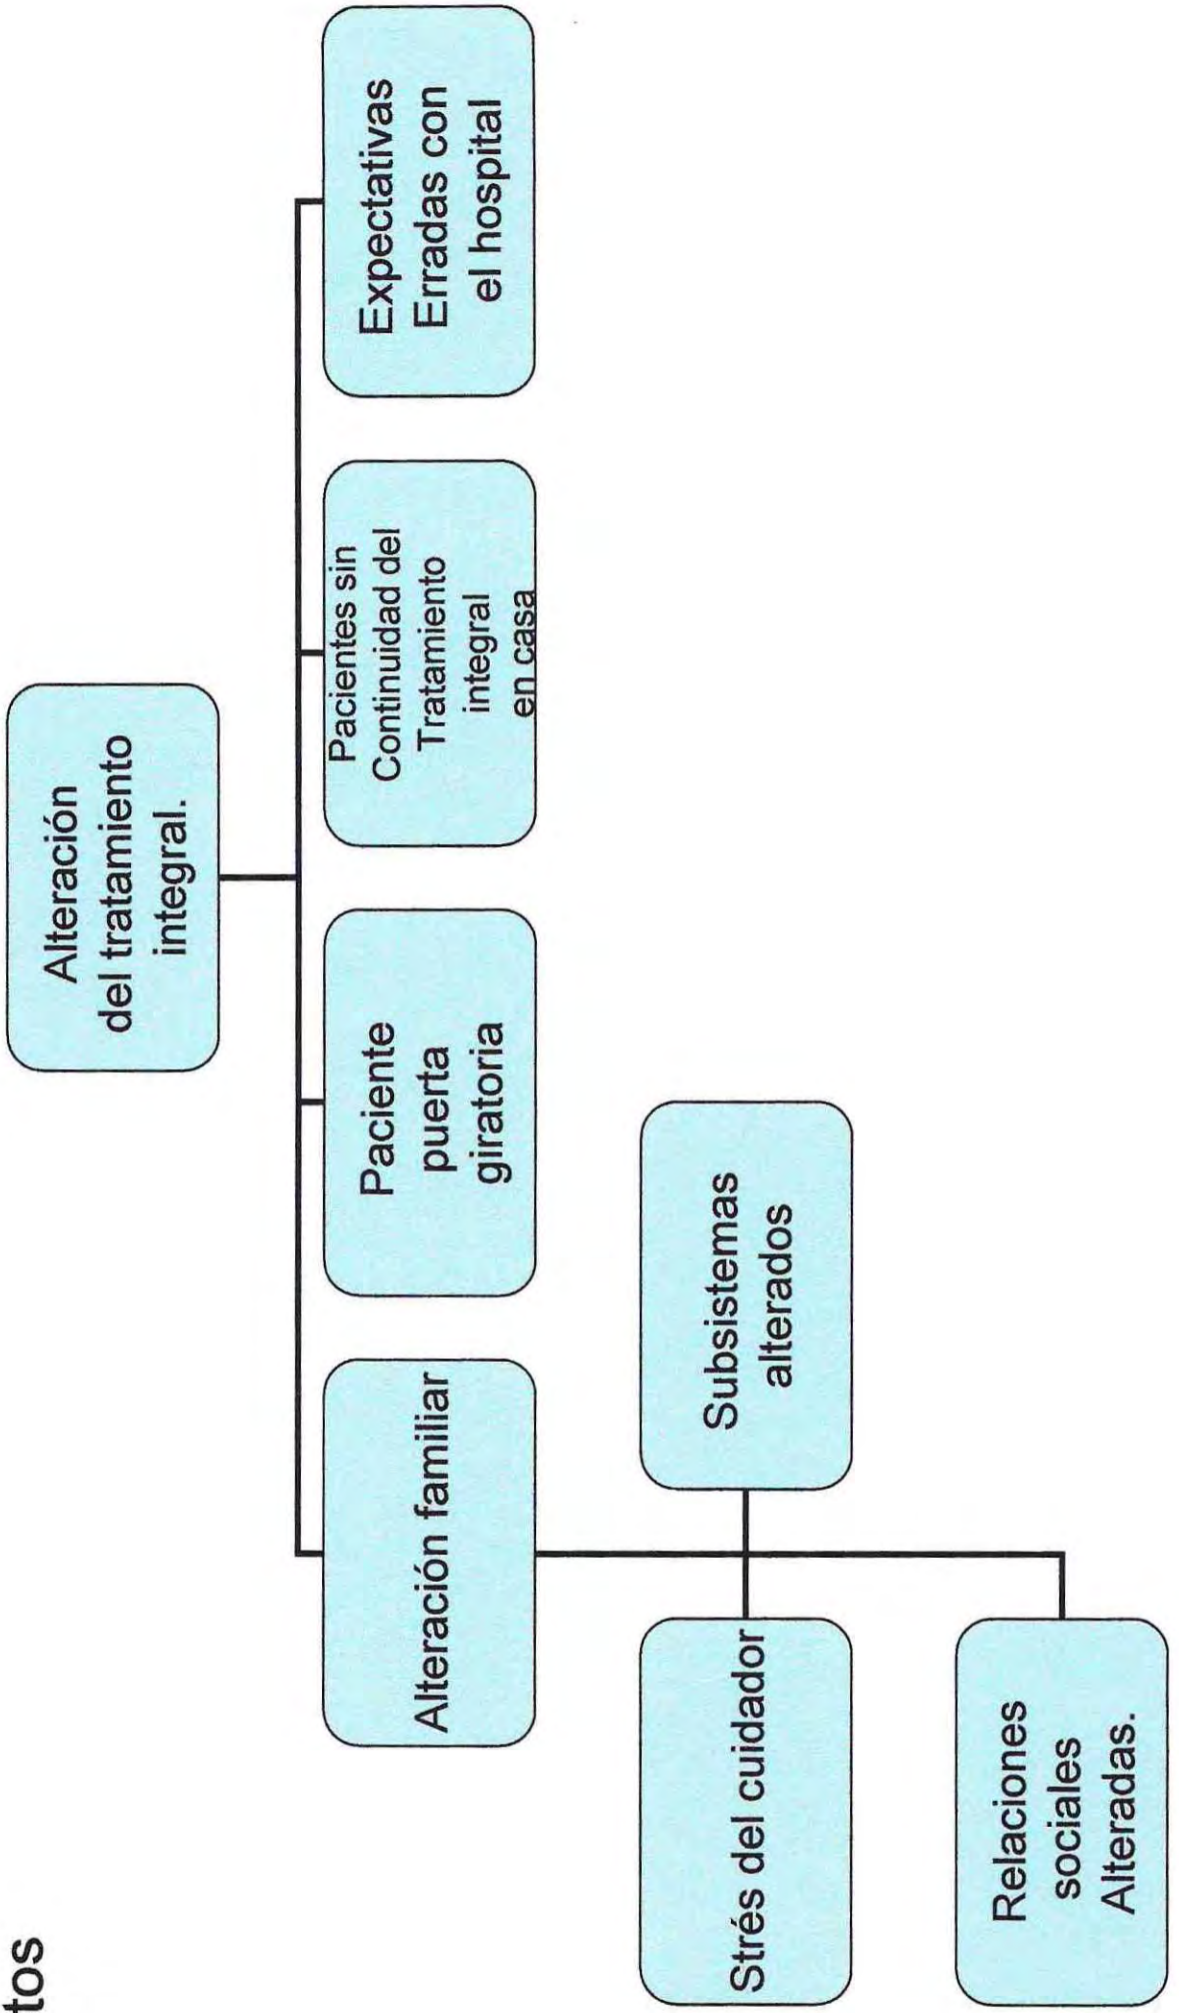 tos
Alteración
del tratamiento
integral.
Alteración familiar
Paciente
puerta
giratoria
Pacientes sin
Continuidad del
Tratamiento
integral
en casa
Expectativas
Erradas con
el hospital
Strés del cuidador
Subsistemas
alterados
Relaciones
sociales
Alteradas.